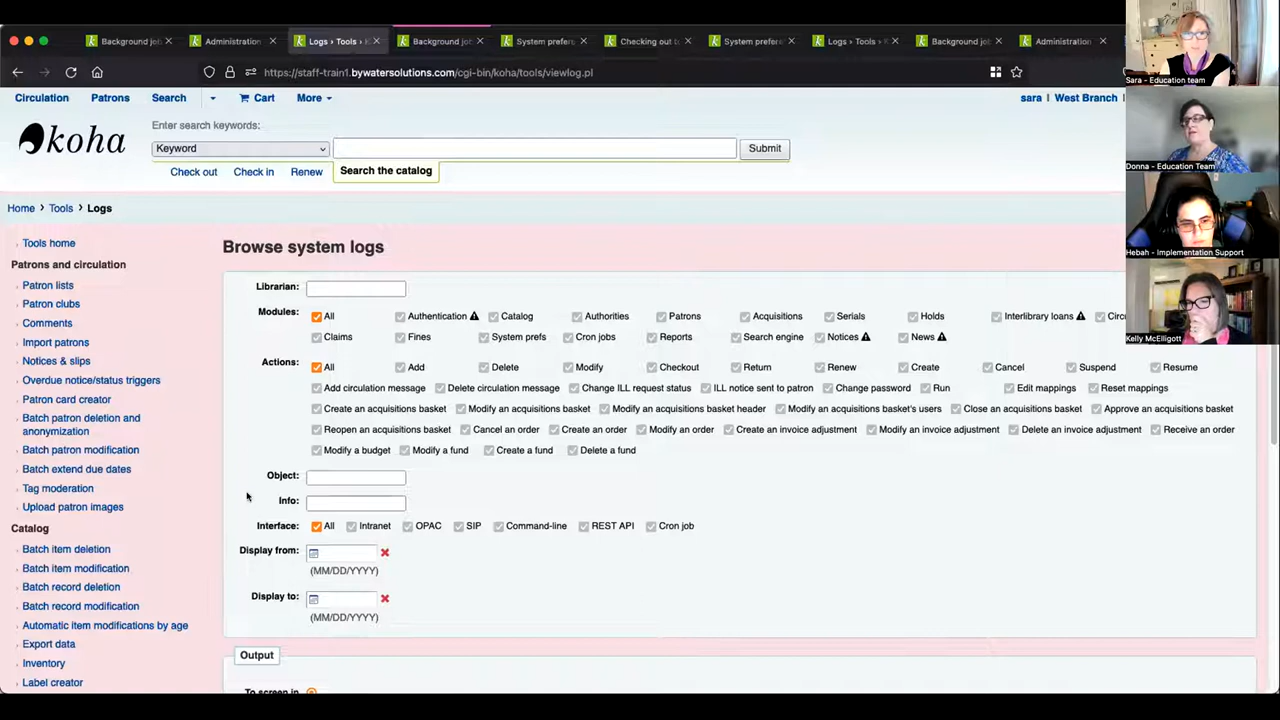 Background jo
Administration
Logs › Tools › K
Background jo
System prefer
Checking out to
System prefere
Logs › Tools › K
Background jo
Administration
https://staff-train1.bywatersolutions.com/cgi-bin/koha/tools/viewlog.pl
Circulation Patrons Search Cart More sara | West Branch |
Enter search keywords:
koha Keyword Submit
Check out Check in Renew Search the catalog
Home › Tools › Logs
Tools home
Patrons and circulation
Patron lists
Patron clubs
Comments
Import patrons
Notices & slips
Overdue notice/status triggers
Patron card creator
Batch patron deletion and
anonymization
Batch patron modification
Batch extend due dates
Tag moderation
Upload patron images
Catalog
Batch item deletion
Batch item modification
Batch record deletion
Batch record modification
Automatic item modifications by age
Export data
Inventory
Label creator
Browse system logs
Librarian:
Modules: All Authentication Catalog Authorities Patrons Acquisitions Serials Holds Interlibrary loans Circ
Claims Fines System prefs Cron jobs Reports Search engine Notices News
Actions: All Add Delete Modify Checkout Return Renew Create Cancel Suspend Resume
Add circulation message Delete circulation message Change ILL request status ILL notice sent to patron Change password Run Edit mappings Reset mappings
Create an acquisitions basket Modify an acquisitions basket Modify an acquisitions basket header Modify an acquisitions basket's users Close an acquisitions basket Approve an acquisitions basket
Reopen an acquisitions basket Cancel an order Create an order Modify an order Create an invoice adjustment Modify an invoice adjustment Delete an invoice adjustment Receive an order
Modify a budget Modify a fund Create a fund Delete a fund
Object:
Info:
Interface: All Intranet OPAC SIP Command-line REST API Cron job
Display from:
(MM/DD/YYYY)
Display to:
(MM/DD/YYYY)
Output
To screen in
Sara - Education team
Donna - Education Team
Hebah - Implementation Support
Kelly McElligott